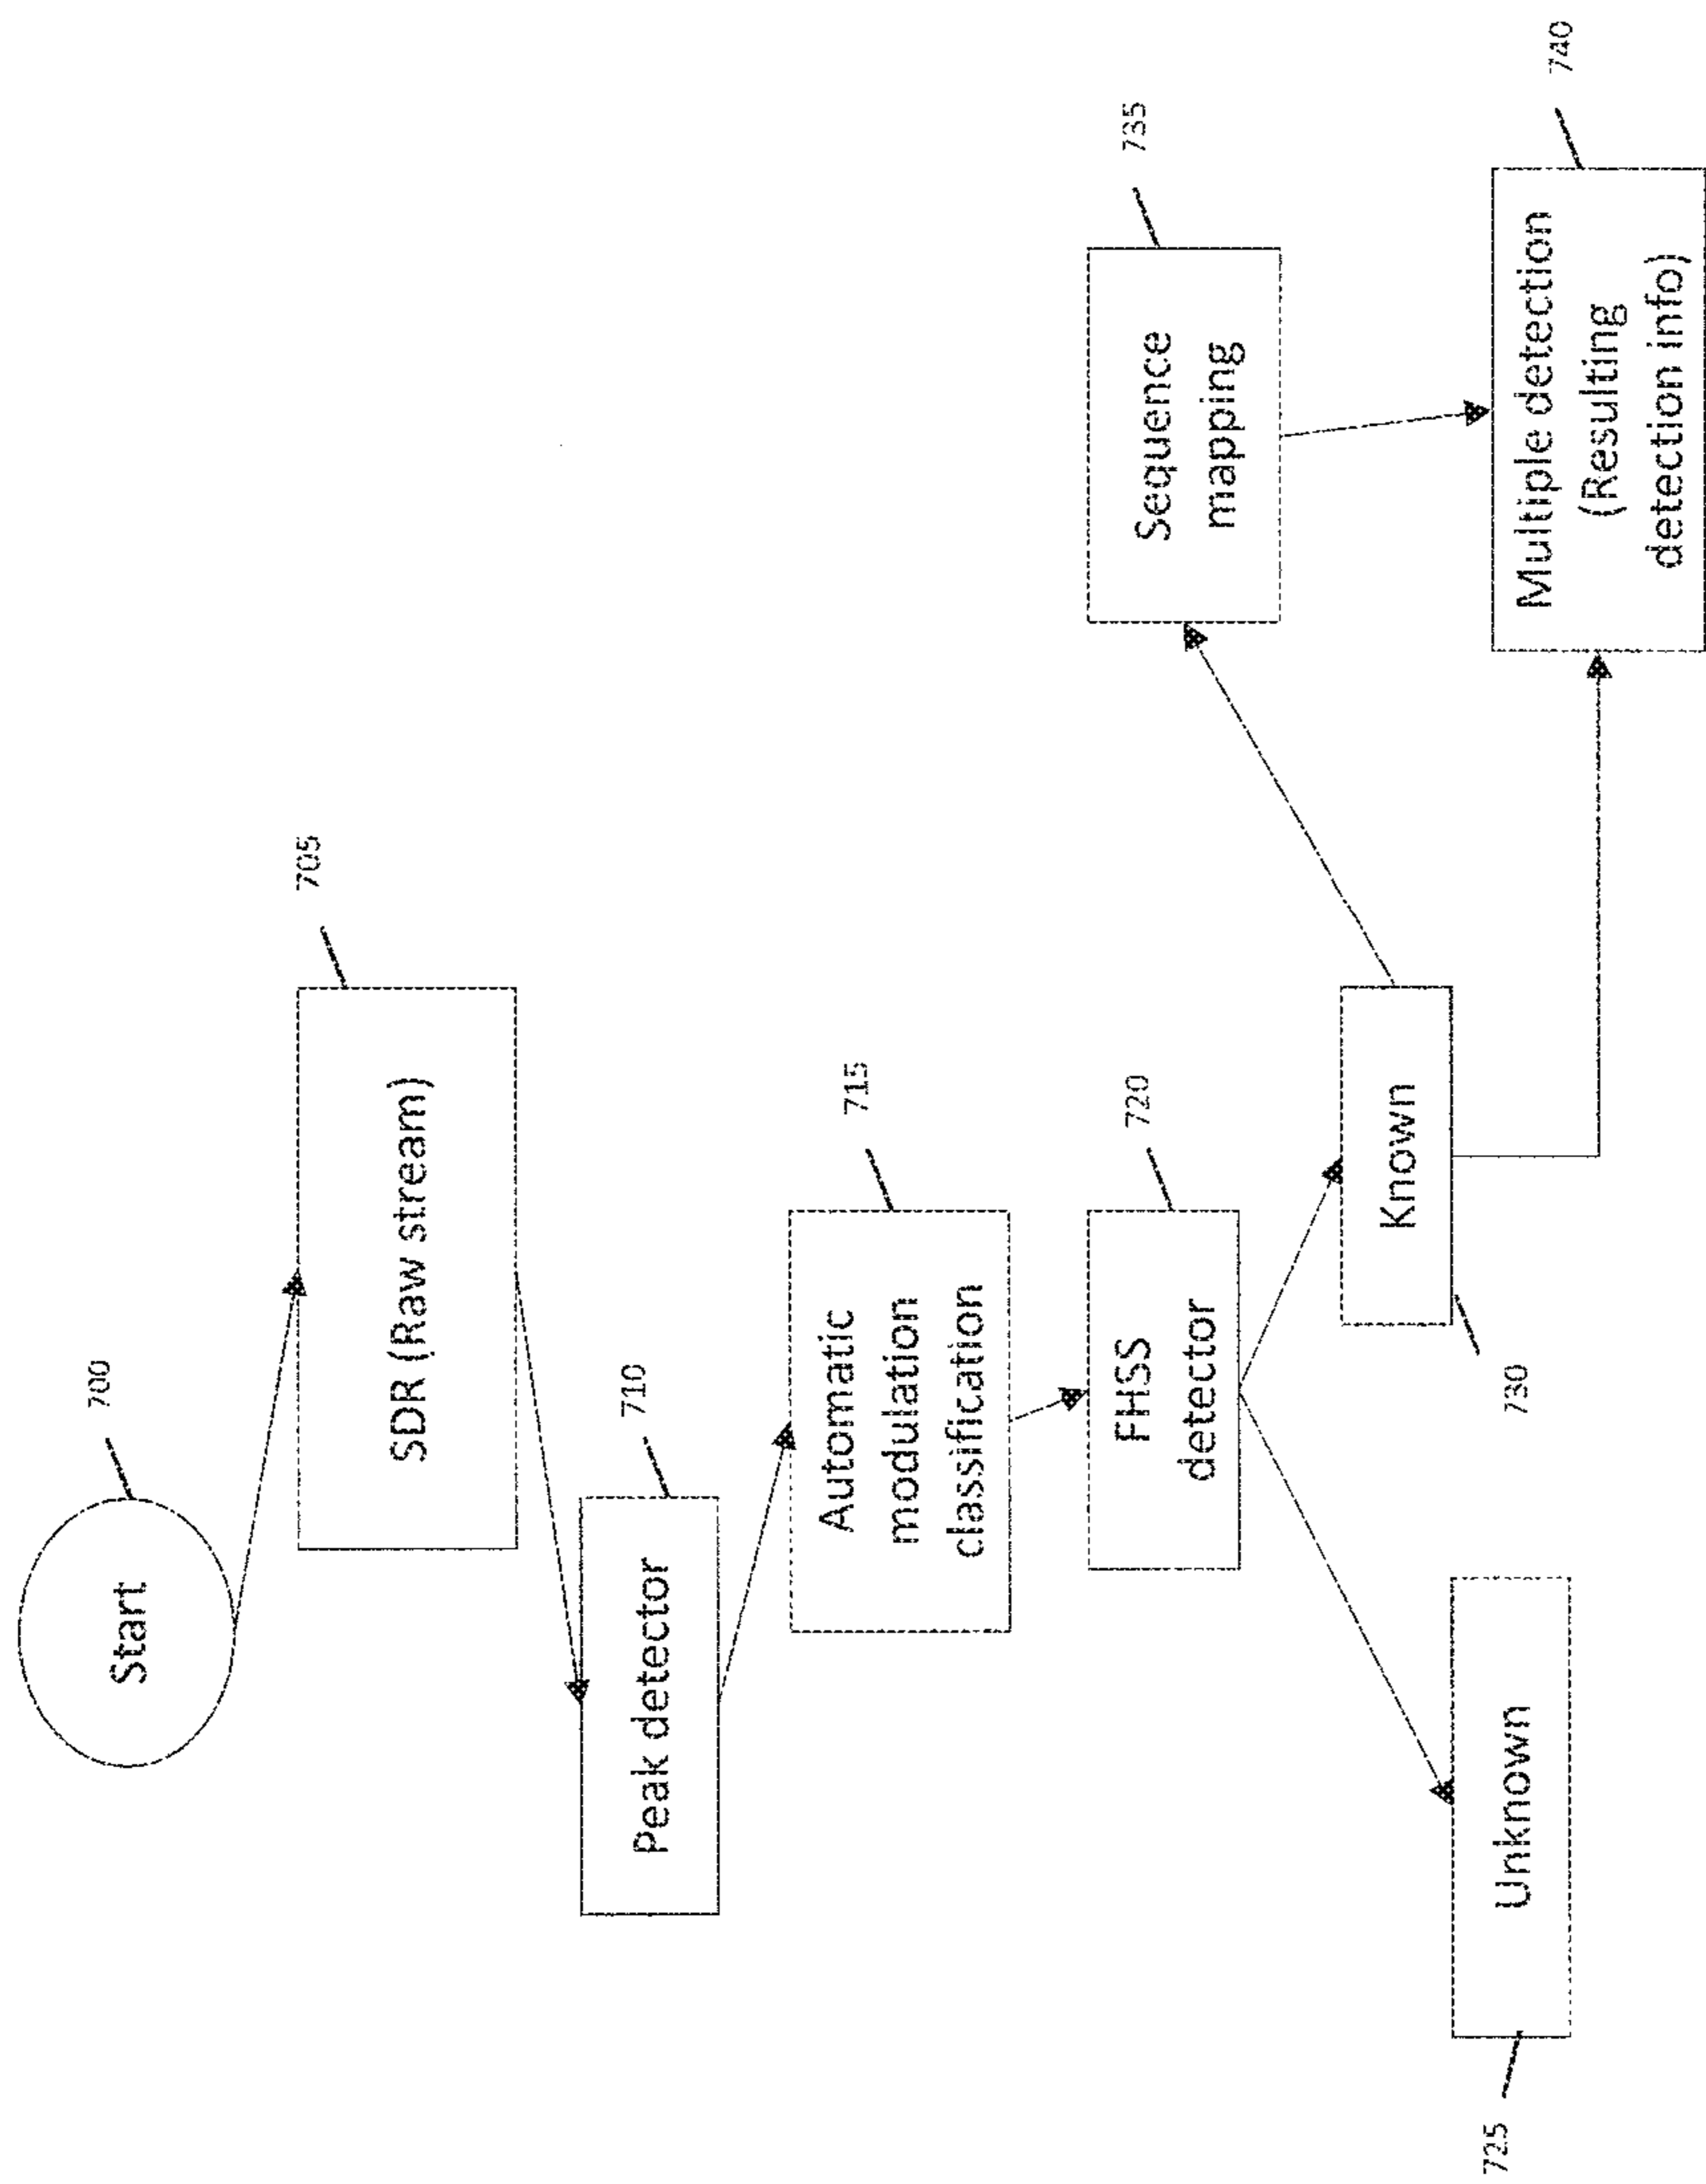 700
Start
705
SDR (Raw stream)
710
Peak detector
715
Automatic
modulation
classification
720
FHSS
detector
725
Unknown
730
Known
735
Sequence
mapping
740
Multiple detection
(Resulting
detection info)